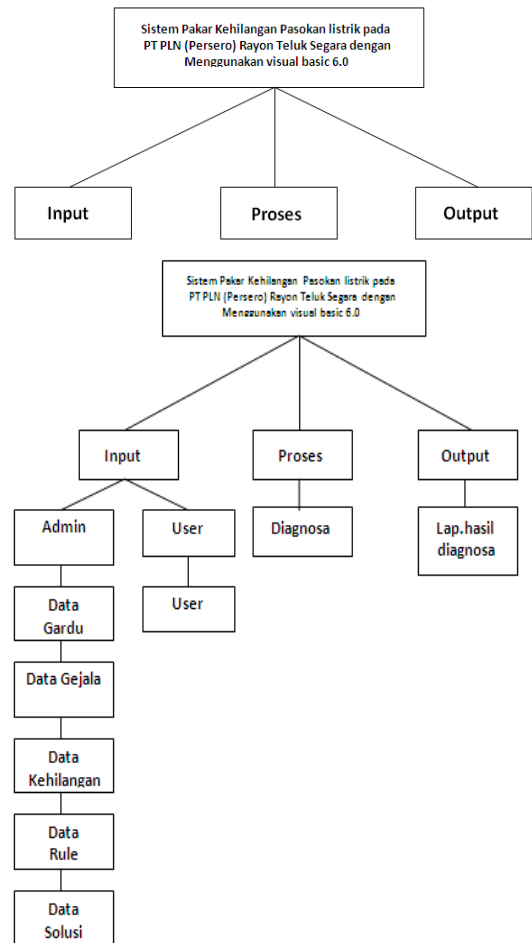 Sistem Pakar Kehilangan Pasokan listrik pada
PT PLN (Persero) Rayon Teluk Segara dengan
Menggunakan visual basic 6.0
Input
Proses
Output
Sistem Pakar Kehilangan Pasokan listrik pada
PT PLN (Persero) Rayon Teluk Segara dengan
Menggunakan visual basic 6.0
Input
Proses
Output
Admin
User
Diagnosa
Lap.hasil
diagnosa
Data
Gardu
User
Data Gejala
Data
Kehilangan
Data
Rule
Data
Solusi